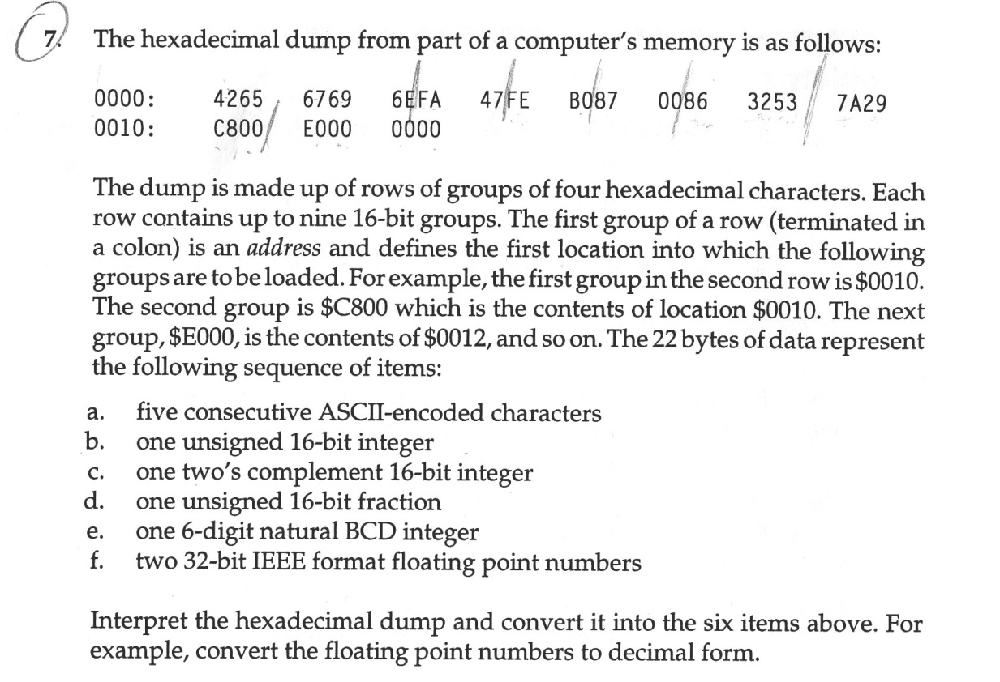 7. The hexadecimal dump from part of a computer's memory is as follows:
0000: 4265 6769 6EFA 47FE B087 0086 3253 7A29
0010: C800 E000 0000
The dump is made up of rows of groups of four hexadecimal characters. Each
row contains up to nine 16-bit groups. The first group of a row (terminated in
a colon) is an address and defines the first location into which the following
groups are to be loaded. For example, the first group in the second row is $0010.
The second group is $C800 which is the contents of location $0010. The next
group, $E000, is the contents of $0012, and so on. The 22 bytes of data represent
the following sequence of items:
a. five consecutive ASCII-encoded characters
b. one unsigned 16-bit integer
c. one two's complement 16-bit integer
d. one unsigned 16-bit fraction
e. one 6-digit natural BCD integer
f. two 32-bit IEEE format floating point numbers
Interpret the hexadecimal dump and convert it into the six items above. For
example, convert the floating point numbers to decimal form.